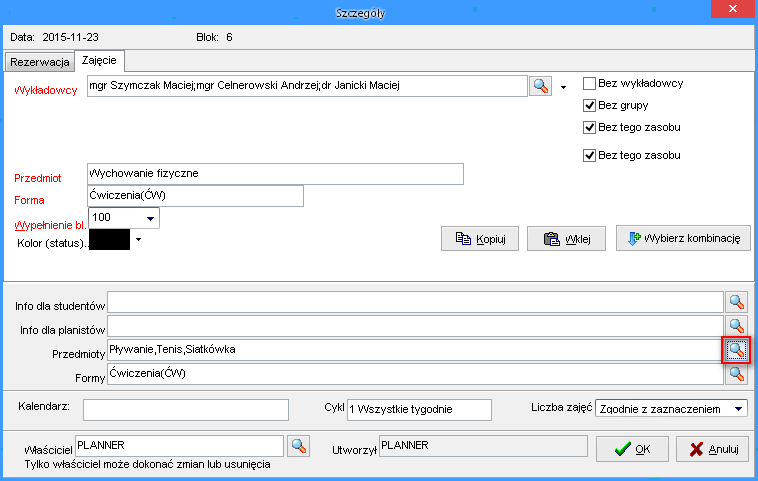 Szczegóły
Data: 2015-11-23 Blok: 6
Rezerwacja Zajęcie
Wykładowcy mgr Szymczak Maciej;mgr Celnerowski Andrzej;dr Janicki Maciej Bez wykładowcy
Bez grupy
Bez tego zasobu
Bez tego zasobu
Przedmiot Wychowanie fizyczne
Forma Ćwiczenia(ĆW)
Wypełnienie bl. 100
Kolor (status)..
Kopiuj Wklej Wybierz kombinację
Info dla studentów
Info dla planistów
Przedmioty Pływanie,Tenis,Siatkówka
Formy Ćwiczenia(ĆW)
Kalendarz: Cykl 1 Wszystkie tygodnie Liczba zajęć Zgodnie z zaznaczeniem
Właściciel PLANNER Utworzył PLANNER OK Anuluj
Tylko właściciel może dokonać zmian lub usunięcia